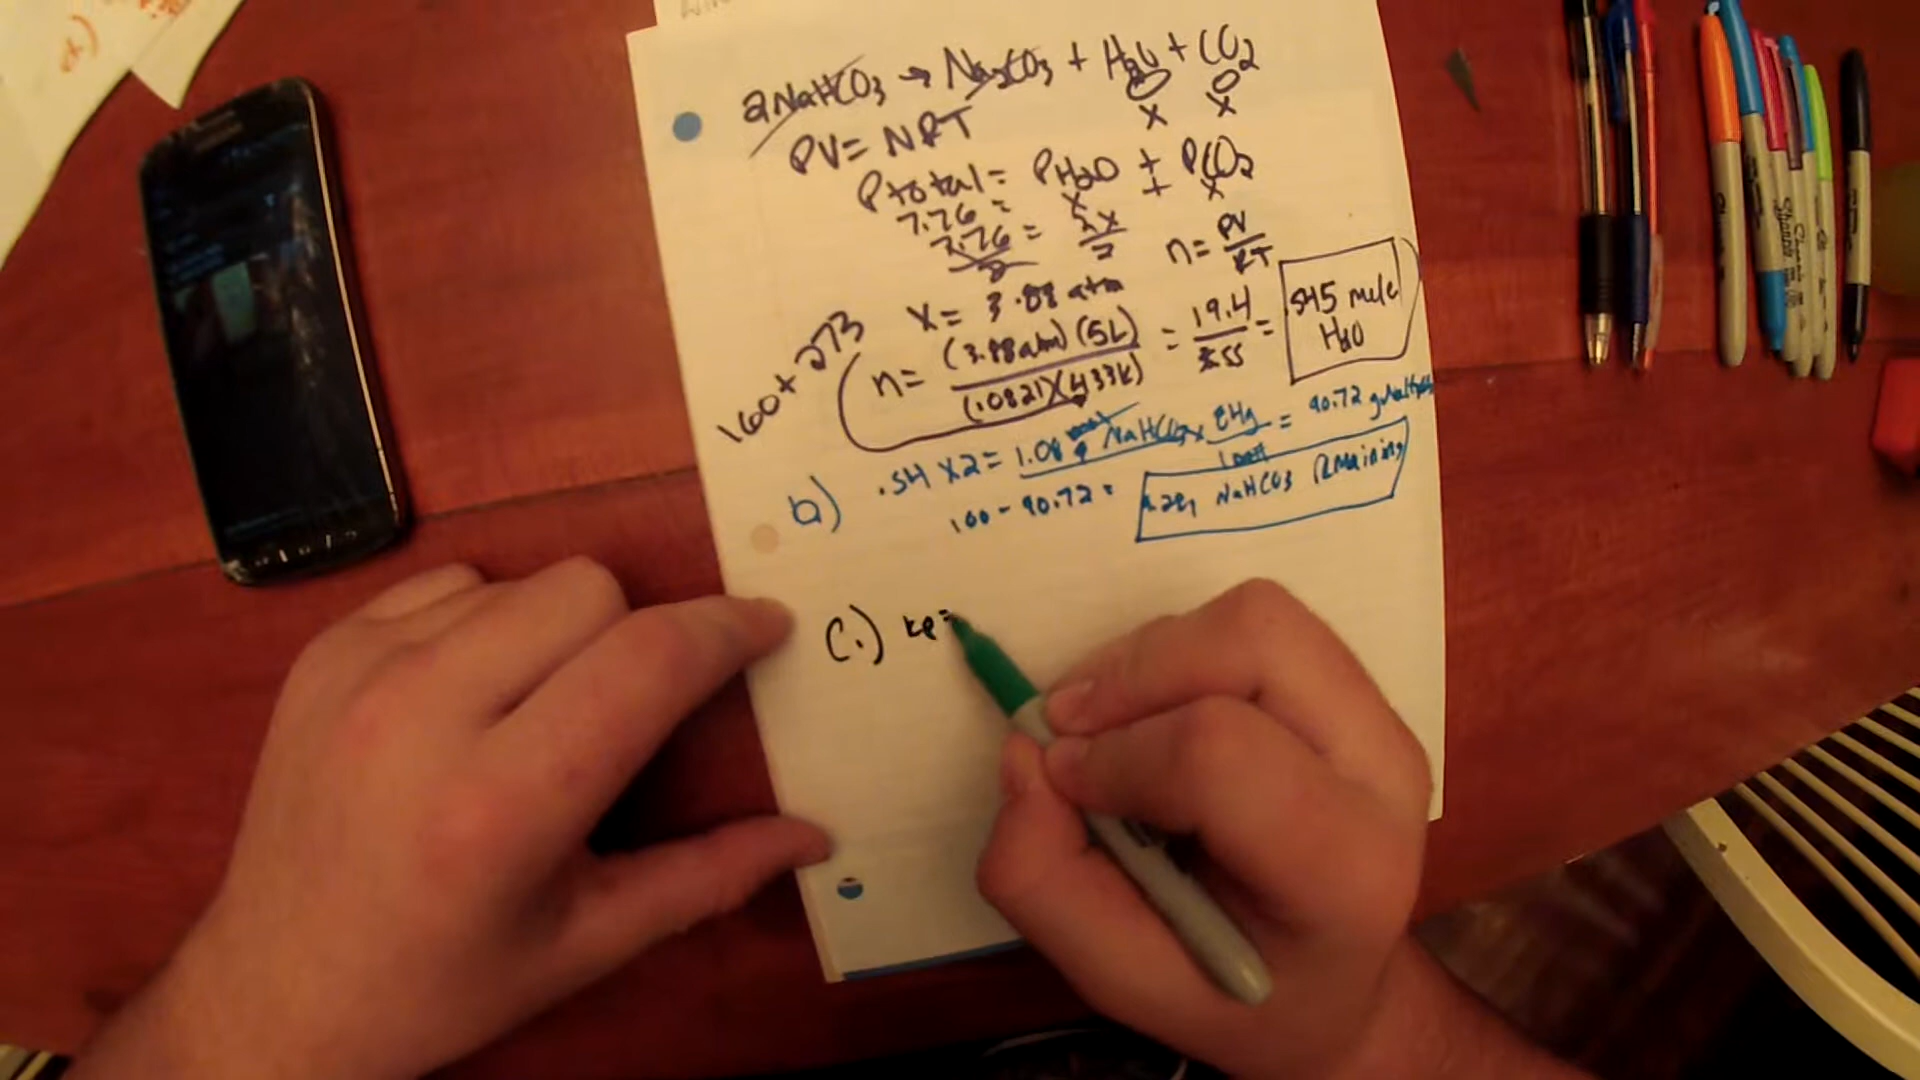 2NaHCO3 → Na2CO3 + H2O + CO2
x x
PV = NRT
Ptotal = PH2O + PCO2
7.76 = x + x
7.76 = 2x
2 2
n = PV
RT
x = 3.88 atm
160 + 273
n = (3.88 atm)(5L) = 19.4 = .545 mole
(.0821)(433k) H2O
b) .54 x 2 = 1.08 NaHCO3 x 84g = 90.72 g
1 mol
100 - 90.72 = NaHCO3 Remaining
C.) kp =
Sharpie